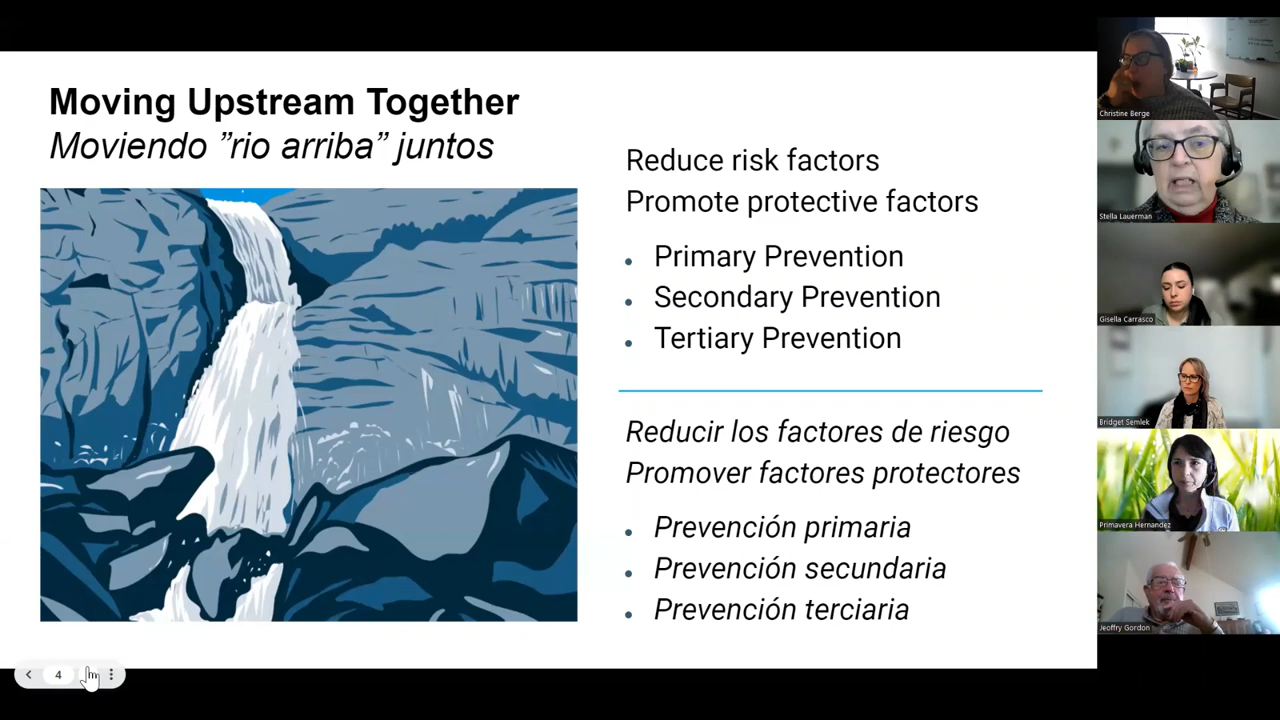 Moving Upstream Together
Moviendo ”rio arriba” juntos
Reduce risk factors
Promote protective factors
• Primary Prevention
• Secondary Prevention
• Tertiary Prevention
Reducir los factores de riesgo
Promover factores protectores
• Prevención primaria
• Prevención secundaria
• Prevención terciaria
4
Christine Berge
Stella Lauerman
Gisella Carrasco
Bridget Semlek
Primavera Hernandez
Jeoffry Gordon